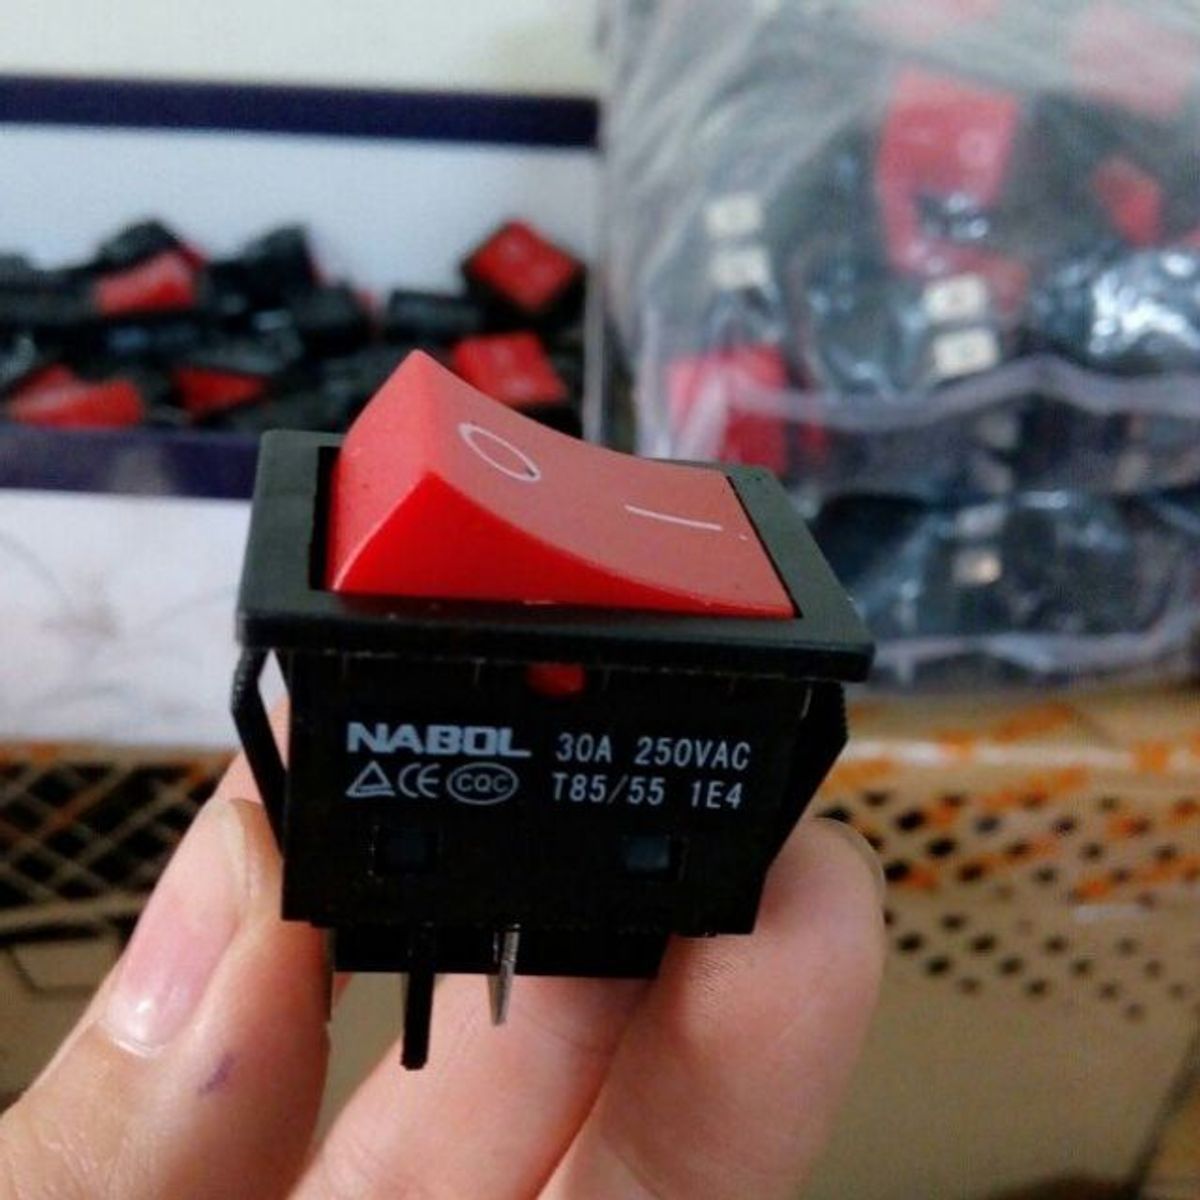 O
I
NABOL 30A 250VAC
CE CQC T85/55 1E4